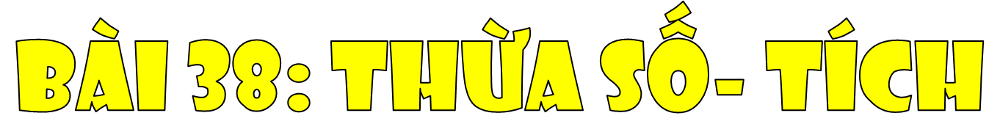 BÀI 38: THỪA SỐ- TÍCH